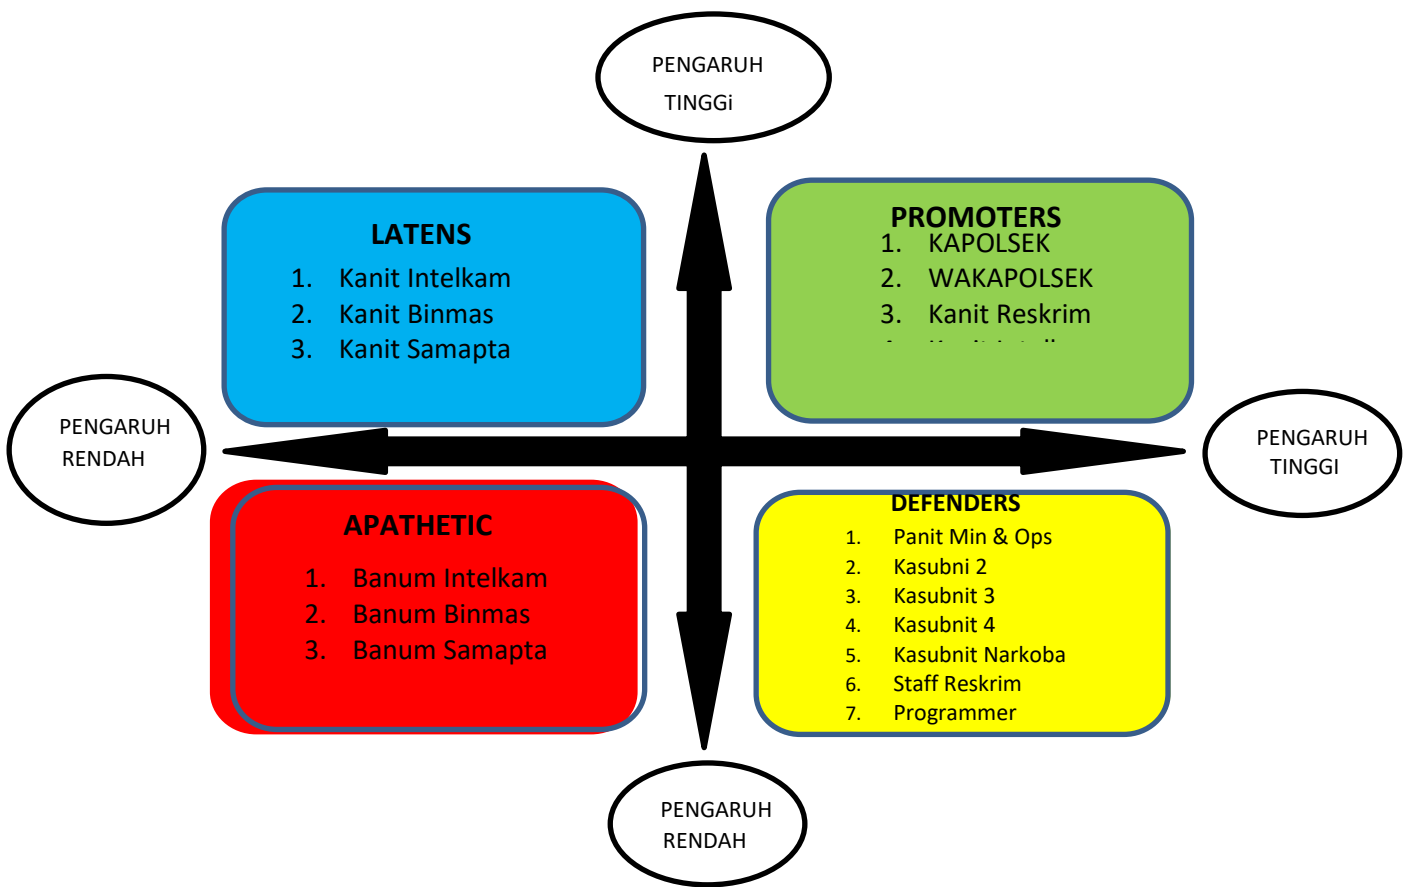 PENGARUH
TINGGi
LATENS
1. Kanit Intelkam
2. Kanit Binmas
3. Kanit Samapta
PROMOTERS
1. KAPOLSEK
2. WAKAPOLSEK
3. Kanit Reskrim
PENGARUH
RENDAH
PENGARUH
TINGGI
APATHETIC
1. Banum Intelkam
2. Banum Binmas
3. Banum Samapta
DEFENDERS
1. Panit Min & Ops
2. Kasubni 2
3. Kasubnit 3
4. Kasubnit 4
5. Kasubnit Narkoba
6. Staff Reskrim
7. Programmer
PENGARUH
RENDAH